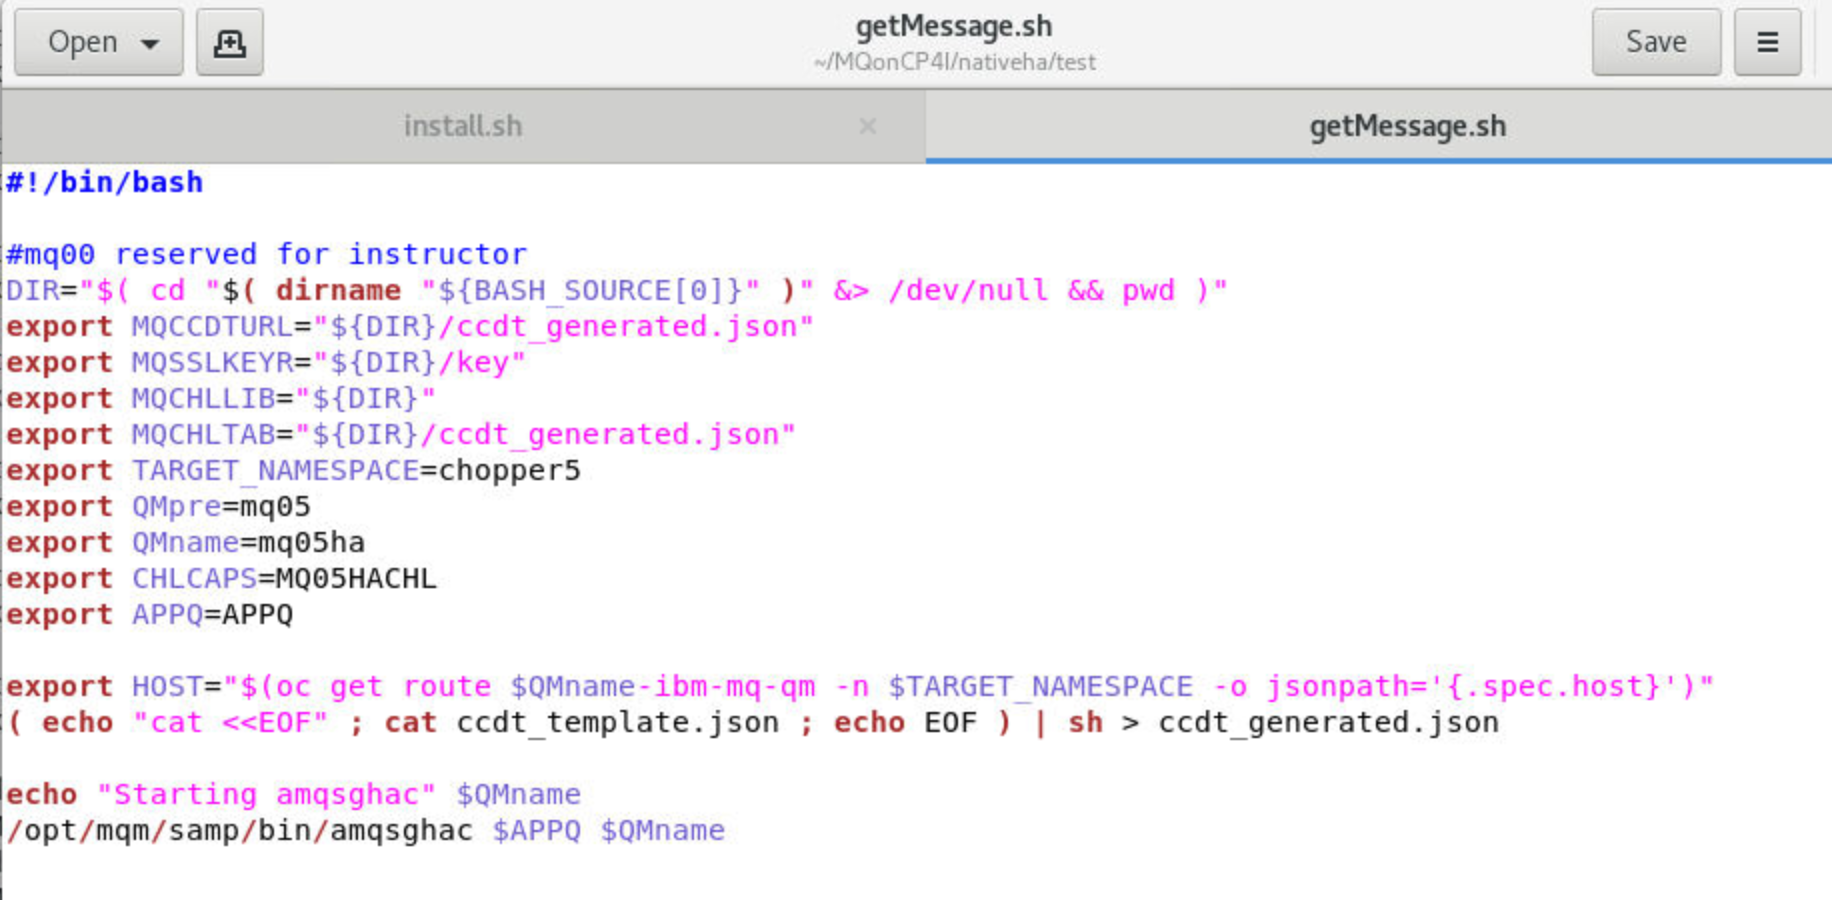 Open
getMessage.sh
~/MQonCP4I/nativeha/test
Save
install.sh
getMessage.sh
#!/bin/bash
#mq00 reserved for instructor
DIR="$( cd "$( dirname "${BASH_SOURCE[0]}" )" &> /dev/null && pwd )"
export MQCCDTURL="${DIR}/ccdt_generated.json"
export MQSSLKEYR="${DIR}/key"
export MQCHLLIB="${DIR}"
export MQCHLTAB="${DIR}/ccdt_generated.json"
export TARGET_NAMESPACE=chopper5
export QMpre=mq05
export QMname=mq05ha
export CHLCAPS=MQ05HACHL
export APPQ=APPQ
export HOST="$(oc get route $QMname-ibm-mq-qm -n $TARGET_NAMESPACE -o jsonpath='{.spec.host}')"
( echo "cat <<EOF" ; cat ccdt_template.json ; echo EOF ) | sh > ccdt_generated.json
echo "Starting amqsghac" $QMname
/opt/mqm/samp/bin/amqsghac $APPQ $QMname